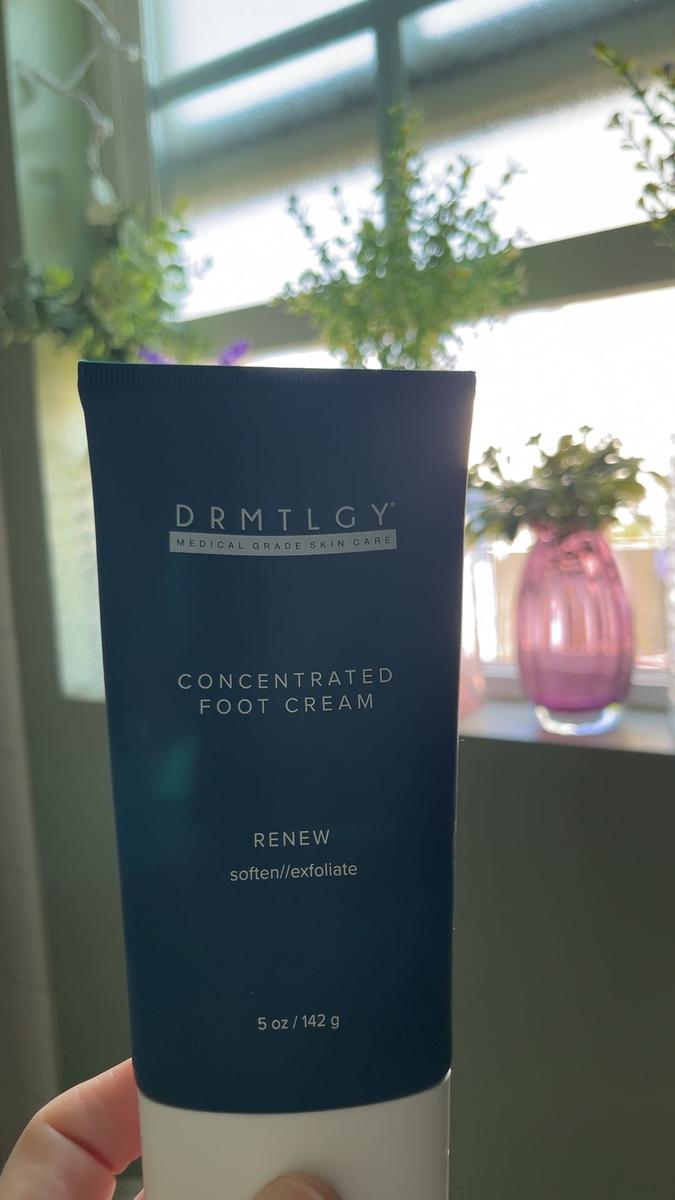 DRMTLGY®
MEDICAL GRADE SKIN CARE
CONCENTRATED
FOOT CREAM
RENEW
soften//exfoliate
5 oz / 142 g